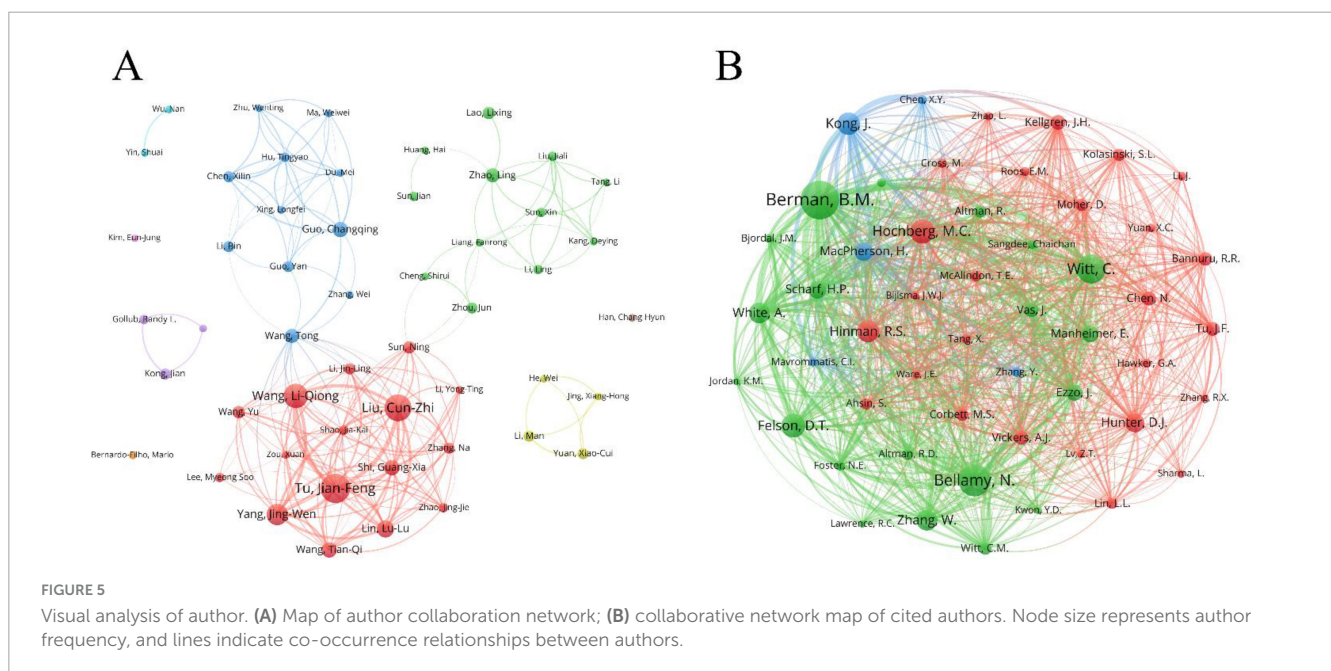 A
Wu, Nan
Yin, Shuai
Zhu, Wenting
Ma, Weiwei
Hu, Tingyao
Du, Mei
Chen, Xilin
Xing, Longfei
Guo, Changqing
Li, Bin
Guo, Yan
Zhang, Wei
Wang, Tong
Kim, Eun-Jung
Gollub, Randy L.,
Kong, Jian
Bernardo-Filho, Mario
Lao, Lixing
Huang, Hai
Liu, Jiali
Zhao, Ling
Tang, Li
Sun, Jian
Sun, Xin
Liang, Fanrong
Kang, Deying
Li, Ling
Cheng, Shirui
Zhou, Jun
Han, Chang Hyun
Sun, Ning
Li, Jin-Ling
Li, Yong-Ting
Wang, Li-Qiong
Liu, Cun-Zhi
Wang, Yu
Shao, Jia-Kai
Zhang, Na
Zou, Xuan
Shi, Guang-Xia
Lee, Myeong Soo
Tu, Jian-Feng
Zhao, Jing-Jie
Yang, Jing-Wen
Lin, Lu-Lu
Wang, Tian-Qi
He, Wei
Jing, Xiang-Hong
Li, Man
Yuan, Xiao-Cui
B
Chen, X.Y.
Kong, J.
Zhao, L.
Kellgren, J.H.
Cross, M.
Roos, E.M.
Kolasinski, S.L.
Li, J.
Berman, B.M.
Altman, R.
Moher, D.
Hochberg, M.C.
Bjordal, J.M.
Sangdee, Chaichan
Yuan, X.C.
MacPherson, H.
Bannuru, R.R.
McAlindon, T.E.
Witt, C.
Scharf, H.P.
Bijlsma, J.W.J.
Chen, N.
White, A.
Vas, J.
Hinman, R.S.
Manheimer, E.
Tu, J.F.
Tang, X.
Mavrommatis, C.I.
Hawker, G.A.
Ware, J.E.
Zhang, Y.
Jordan, K.M.
Zhang, R.X.
Ezzo, J.
Ahsin, S.
Corbett, M.S.
Felson, D.T.
Hunter, D.J.
Vickers, A.J.
Altman, R.D.
Lv, Z.T.
Foster, N.E.
Sharma, L.
Bellamy, N.
Lin, L.L.
Kwon, Y.D.
Lawrence, R.C.
Zhang, W.
Witt, C.M.
FIGURE 5
Visual analysis of author. (A) Map of author collaboration network; (B) collaborative network map of cited authors. Node size represents author
frequency, and lines indicate co-occurrence relationships between authors.